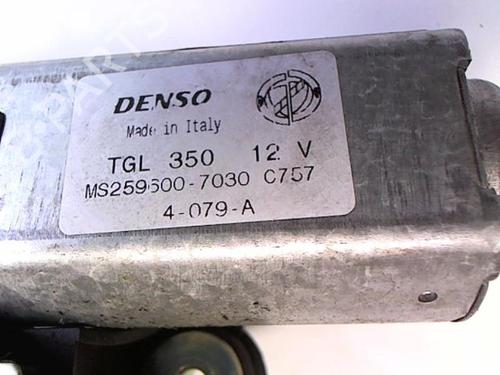 DENSO
Made in Italy
TGL 350 12 V
MS259600-7030 C757
4-079-A